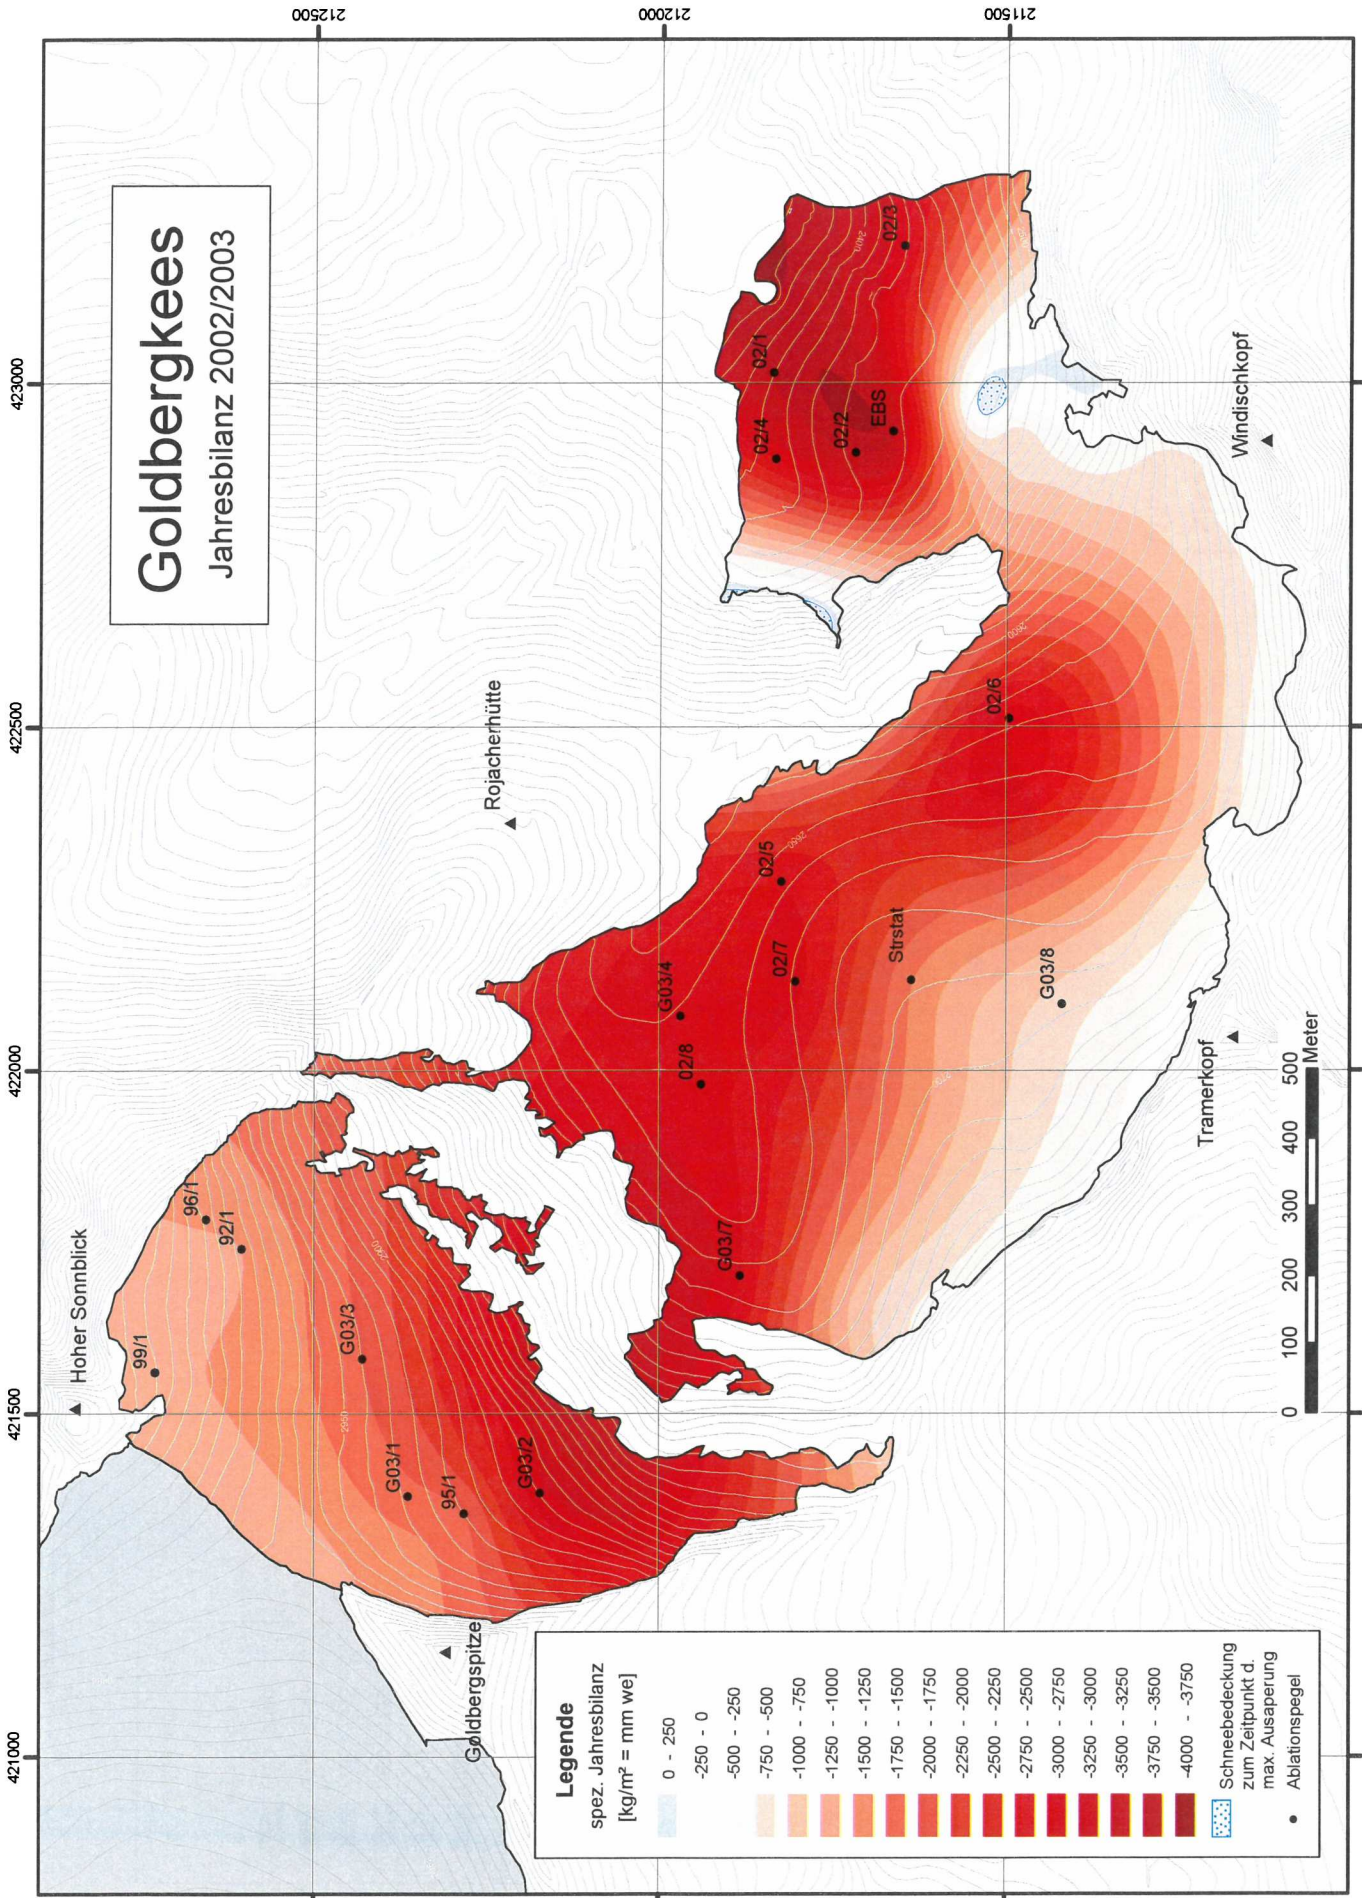 Goldbergkees
Jahresbilanz 2002/2003
421000
421500
422000
422500
423000
212500
212000
211500
Hoher Sonnblick
99/1
96/1
92/1
G03/3
G03/1
95/1
G03/2
Goldbergspitze
Rojacherhütte
02/4
02/1
02/2
EBS
02/3
2950
2900
2650
2600
G03/4
02/8
02/5
02/7
G03/7
Strstat
02/6
G03/8
Tramerkopf
Windischkopf
Legende
spez. Jahresbilanz
[kg/m² = mm we]
0 - 250
-250 - 0
-500 - -250
-750 - -500
-1000 - -750
-1250 - -1000
-1500 - -1250
-1750 - -1500
-2000 - -1750
-2250 - -2000
-2500 - -2250
-2750 - -2500
-3000 - -2750
-3250 - -3000
-3500 - -3250
-3750 - -3500
-4000 - -3750
Schneebedeckung
zum Zeitpunkt d.
max. Ausaperung
Ablationspegel
0 100 200 300 400 500
Meter